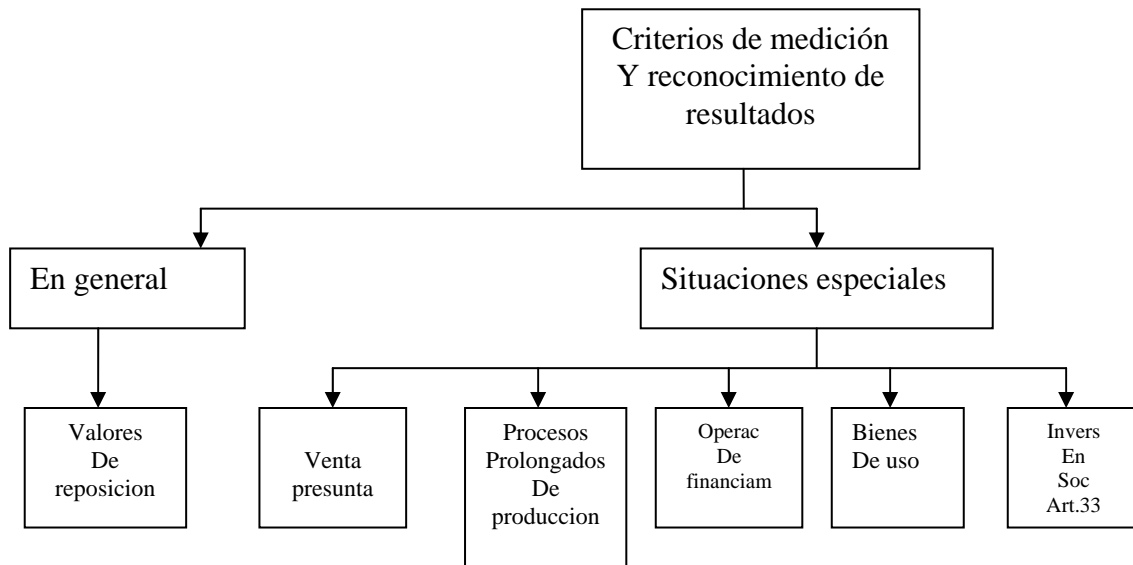 Criterios de medición
Y reconocimiento de
resultados
En general
Situaciones especiales
Valores
De
reposicion
Venta
presunta
Procesos
Prolongados
De
produccion
Operac
De
financiam
Bienes
De uso
Invers
En
Soc
Art.33